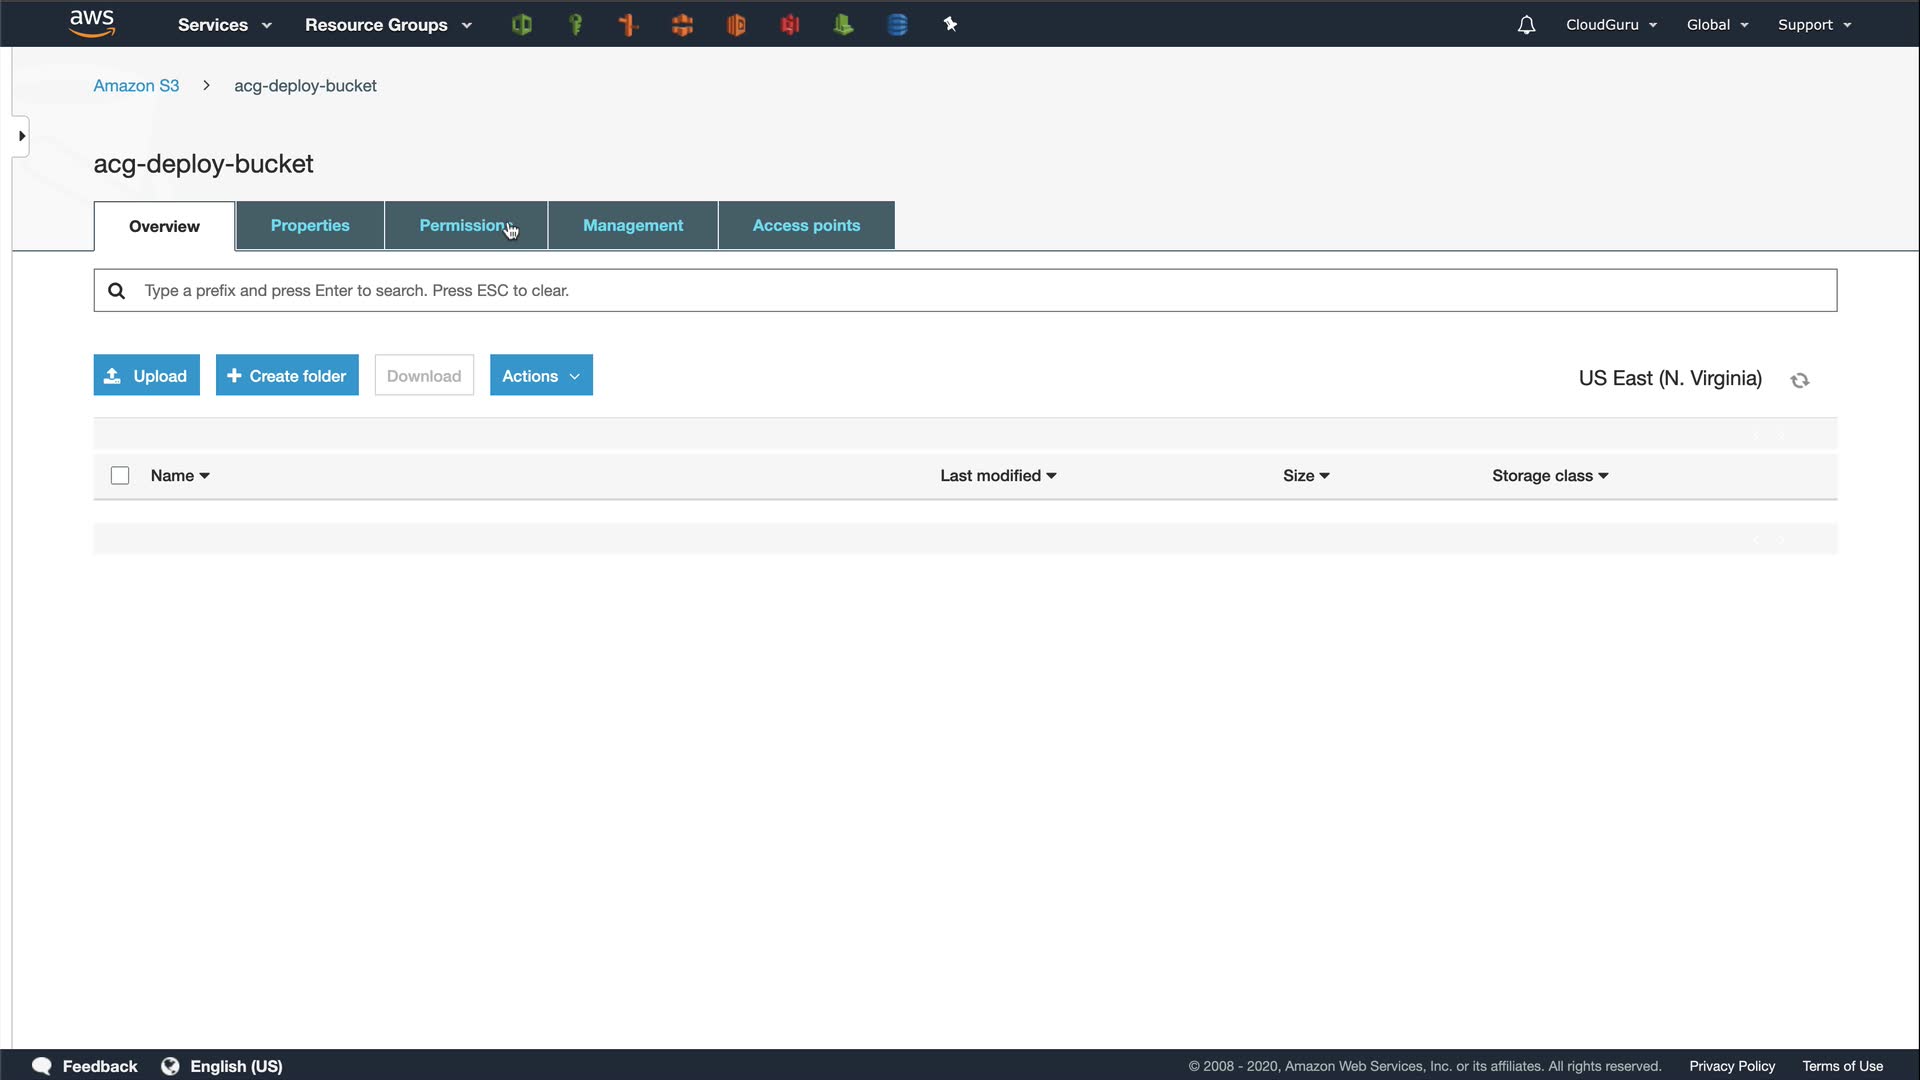 aws Services Resource Groups CloudGuru Global Support
Amazon S3 > acg-deploy-bucket
acg-deploy-bucket
Overview Properties Permissions Management Access points
Type a prefix and press Enter to search. Press ESC to clear.
Upload Create folder Download Actions US East (N. Virginia)
Name Last modified Size Storage class
Feedback English (US) © 2008 - 2020, Amazon Web Services, Inc. or its affiliates. All rights reserved. Privacy Policy Terms of Use